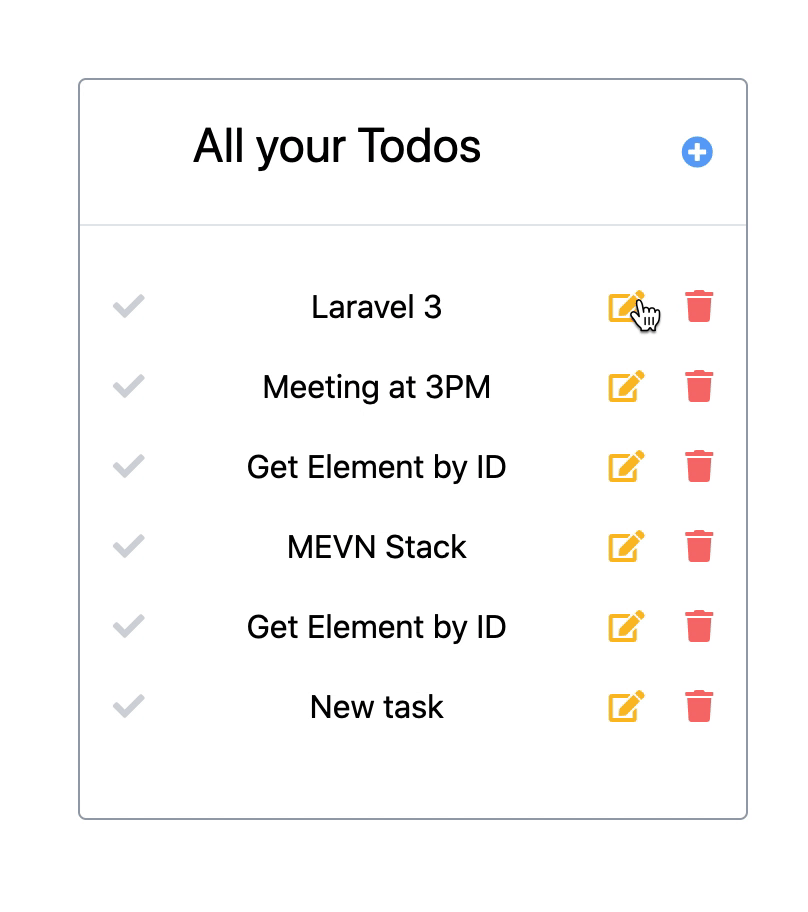 All your Todos
Laravel 3
Meeting at 3PM
Get Element by ID
MEVN Stack
Get Element by ID
New task